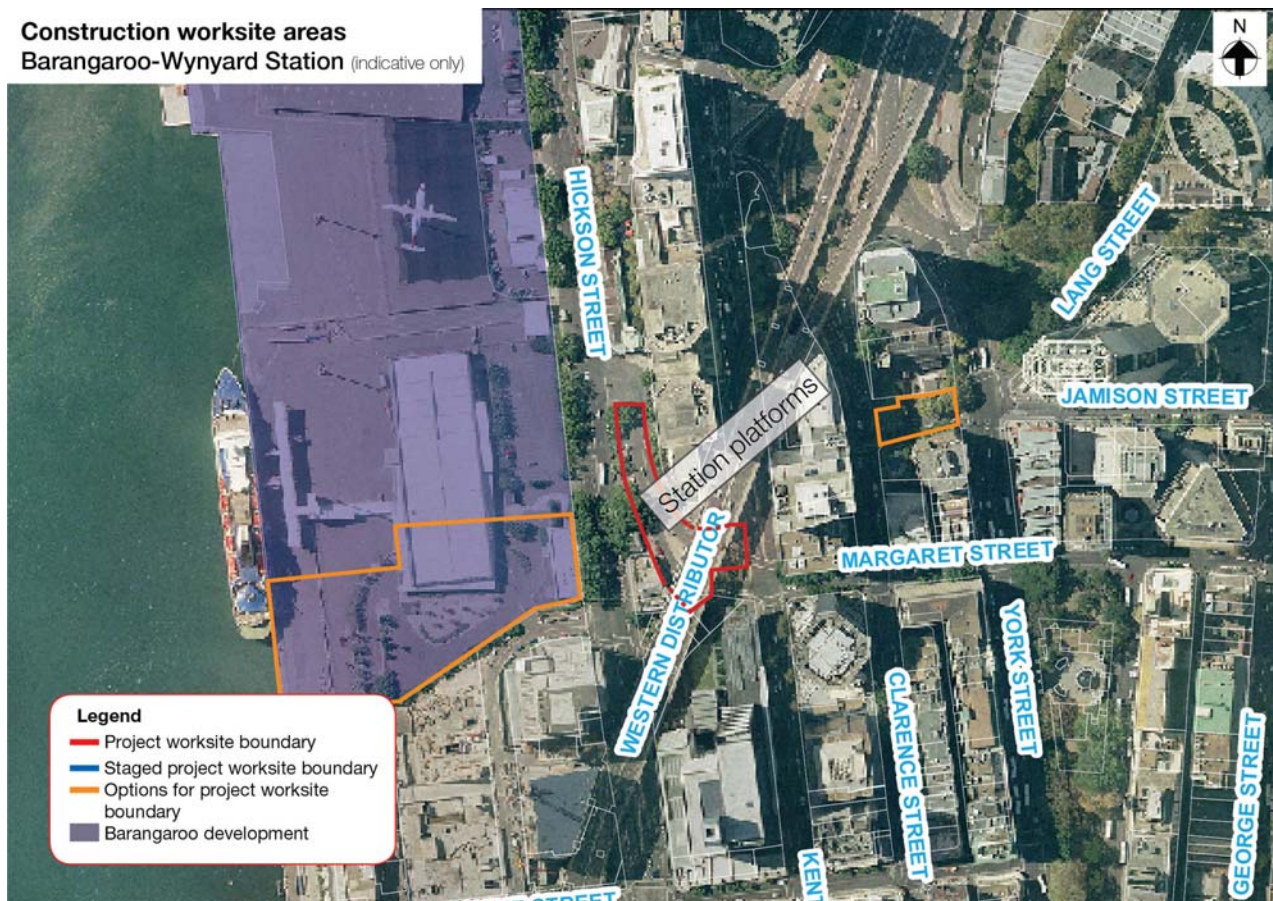 Construction worksite areas
Barangaroo-Wynyard Station (indicative only)
N
HICKSON STREET
LANG STREET
JAMISON STREET
Station platforms
MARGARET STREET
WESTERN DISTRIBUTOR
YORK STREET
CLARENCE STREET
GEORGE STREET
KENT
STREET
Legend
Project worksite boundary
Staged project worksite boundary
Options for project worksite
boundary
Barangaroo development